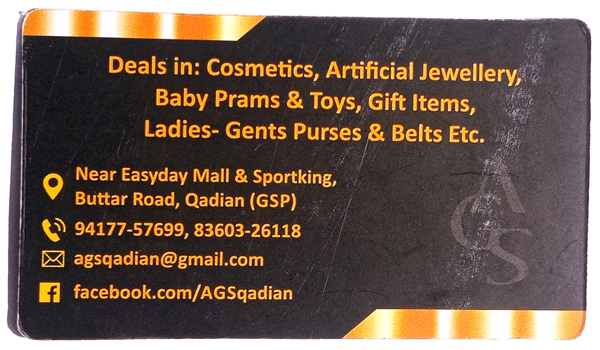 Deals in: Cosmetics, Artificial Jewellery,
Baby Prams & Toys, Gift Items,
Ladies- Gents Purses & Belts Etc.
Near Easyday Mall & Sportking,
Buttar Road, Qadian (GSP)
94177-57699, 83603-26118
agsqadian@gmail.com
facebook.com/AGSqadian
AGS